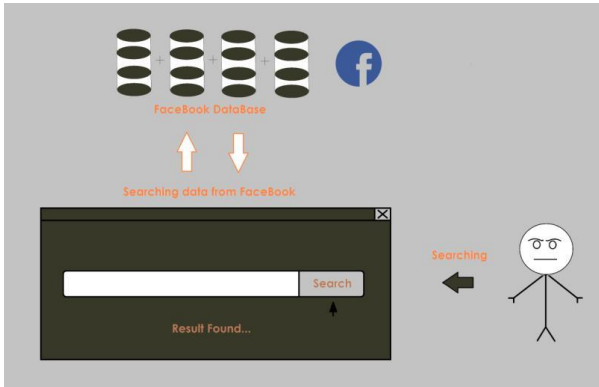 f
FaceBook DataBase
Searching data from FaceBook
Searching
Search
Result Found...